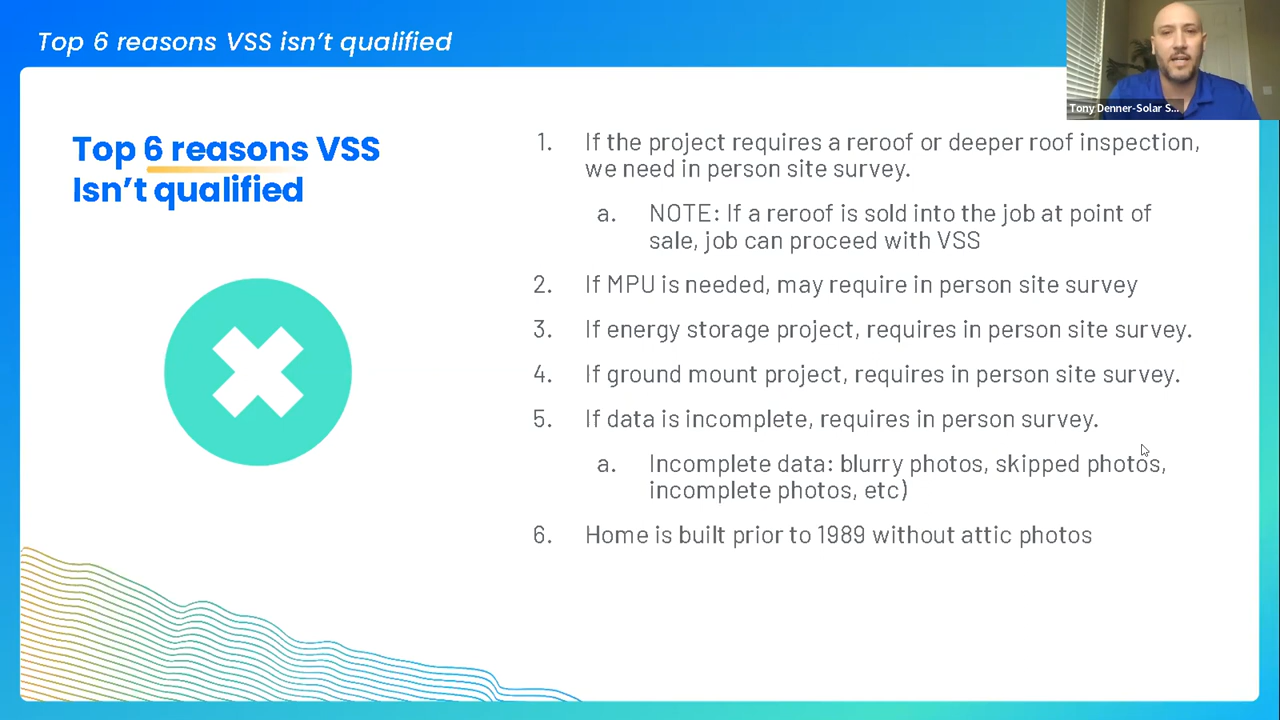 Top 6 reasons VSS isn't qualified
Tony Denner-Solar S...
Top 6 reasons VSS
Isn't qualified
1. If the project requires a reroof or deeper roof inspection,
we need in person site survey.
a. NOTE: If a reroof is sold into the job at point of
sale, job can proceed with VSS
2. If MPU is needed, may require in person site survey
3. If energy storage project, requires in person site survey.
4. If ground mount project, requires in person site survey.
5. If data is incomplete, requires in person survey.
a. Incomplete data: blurry photos, skipped photos,
incomplete photos, etc)
6. Home is built prior to 1989 without attic photos